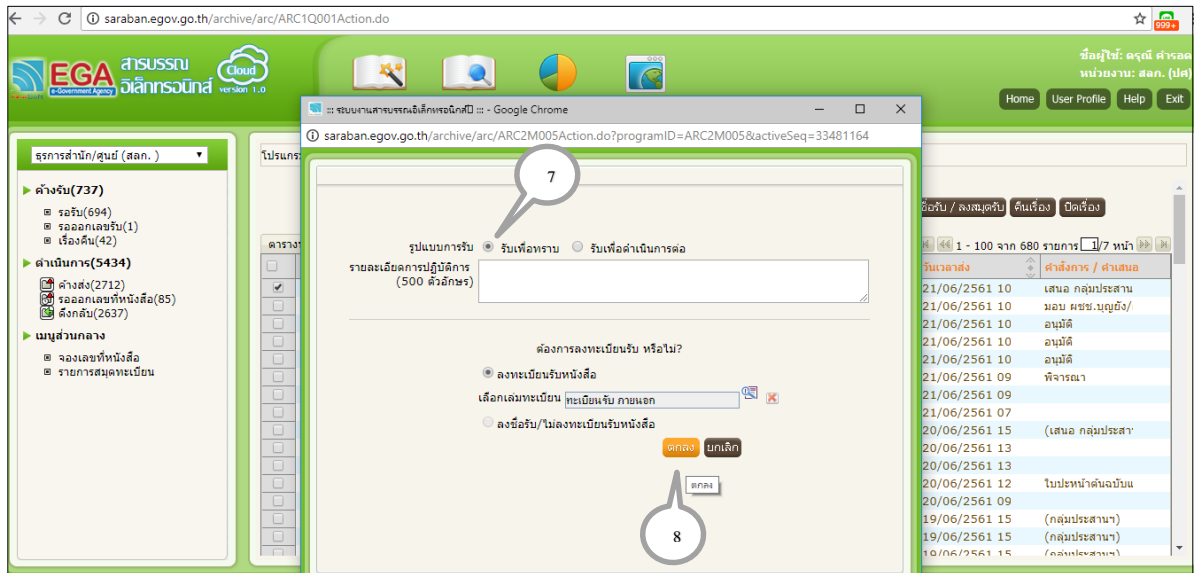 saraban.egov.go.th/archive/arc/ARC1Q001Action.do
999+
EGA
e-Government Agency
สารบรรณ
อิเล็กทรอนิกส์
Cloud
version 1.0
ชื่อผู้ใช้: ดรุณี ดำรอด
หน่วยงาน: สลก. (ปศ)
Home User Profile Help Exit
ธุรการสำนัก/ศูนย์ (สลก. )
ค้างรับ(737)
รอรับ(694)
รอออกเลขรับ(1)
เรื่องคืน(42)
ดำเนินการ(5434)
ค้างส่ง(2712)
รอออกเลขที่หนังสือ(85)
ดึงกลับ(2637)
เมนูส่วนกลาง
จองเลขที่หนังสือ
รายการสมุดทะเบียน
โปรแกร
ตาราง
::: ระบบงานสารบรรณอิเล็กทรอนิกส์ ::: - Google Chrome
saraban.egov.go.th/archive/arc/ARC2M005Action.do?programID=ARC2M005&activeSeq=33481164
7
รูปแบบการรับ รับเพื่อทราบ รับเพื่อดำเนินการต่อ
รายละเอียดการปฏิบัติการ
(500 ตัวอักษร)
ต้องการลงทะเบียนรับ หรือไม่?
ลงทะเบียนรับหนังสือ
เลือกเล่มทะเบียน ทะเบียนรับ ภายนอก
ลงชื่อรับ/ไม่ลงทะเบียนรับหนังสือ
ตกลง ยกเลิก
ตกลง
8
ชื่อรับ / ลงสมุดรับ คืนเรื่อง ปิดเรื่อง
1 - 100 จาก 680 รายการ 1/7 หน้า
วันเวลาส่ง คำสั่งการ / คำเสนอ
21/06/2561 10 เสนอ กลุ่มประสาน
21/06/2561 10 มอบ ผชช.บุญยัง/
21/06/2561 10 อนุมัติ
21/06/2561 10 อนุมัติ
21/06/2561 10 อนุมัติ
21/06/2561 09 พิจารณา
21/06/2561 09
21/06/2561 07
20/06/2561 15 (เสนอ กลุ่มประสา
20/06/2561 13
20/06/2561 13
20/06/2561 12 ใบปะหน้าต้นฉบับแ
20/06/2561 09
19/06/2561 15 (กลุ่มประสานฯ)
19/06/2561 15 (กลุ่มประสานฯ)
19/06/2561 15 (กลุ่มประสานฯ)